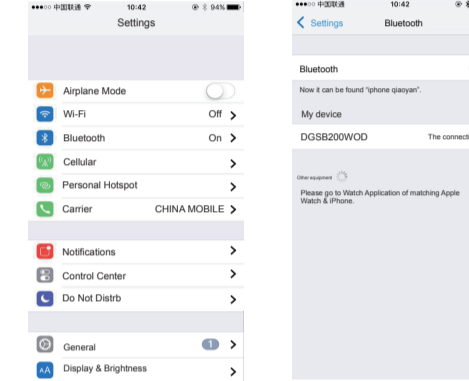 中国联通 10:42 94%
Settings
Airplane Mode
Wi-Fi Off
Bluetooth On
Cellular
Personal Hotspot
Carrier CHINA MOBILE
Notifications
Control Center
Do Not Distrb
General 1
AA Display & Brightness
中国联通 10:42
Settings Bluetooth
Bluetooth
Now it can be found "iphone qiaoyan".
My device
DGSB200WOD The connecti
Other equipment
Please go to Watch Application of matching Apple
Watch & iPhone.